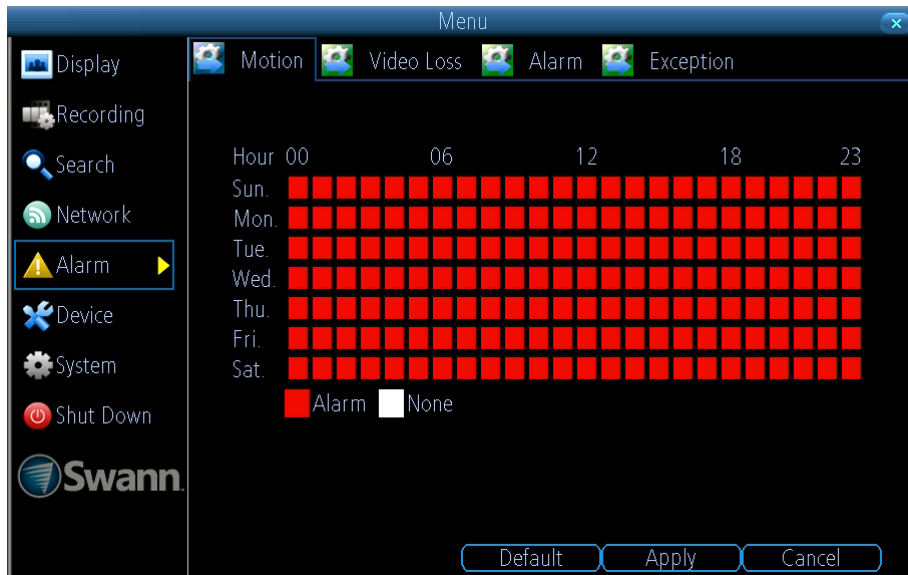 Menu
Display
Recording
Search
Network
Alarm
Device
System
Shut Down
Swann
Motion Video Loss Alarm Exception
Hour 00 06 12 18 23
Sun.
Mon.
Tue.
Wed.
Thu.
Fri.
Sat.
Alarm None
Default Apply Cancel